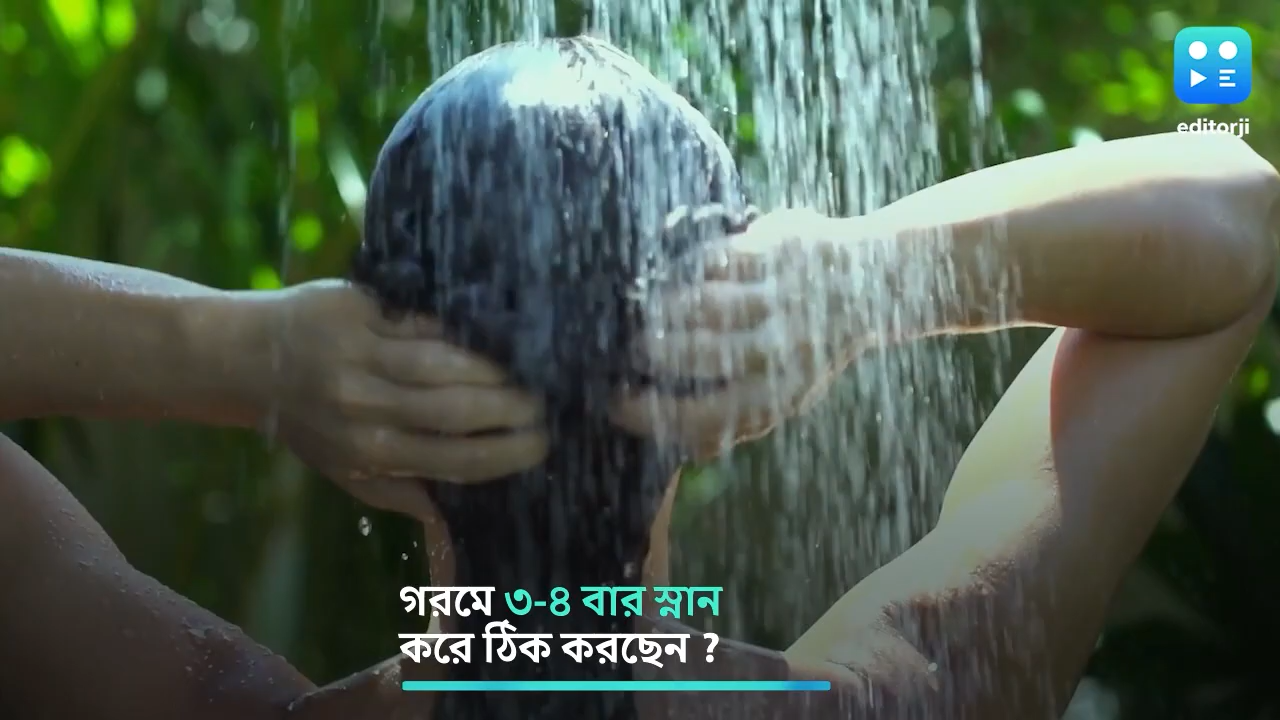 editorji
গরমে ৩-৪ বার স্নান
করে ঠিক করছেন ?